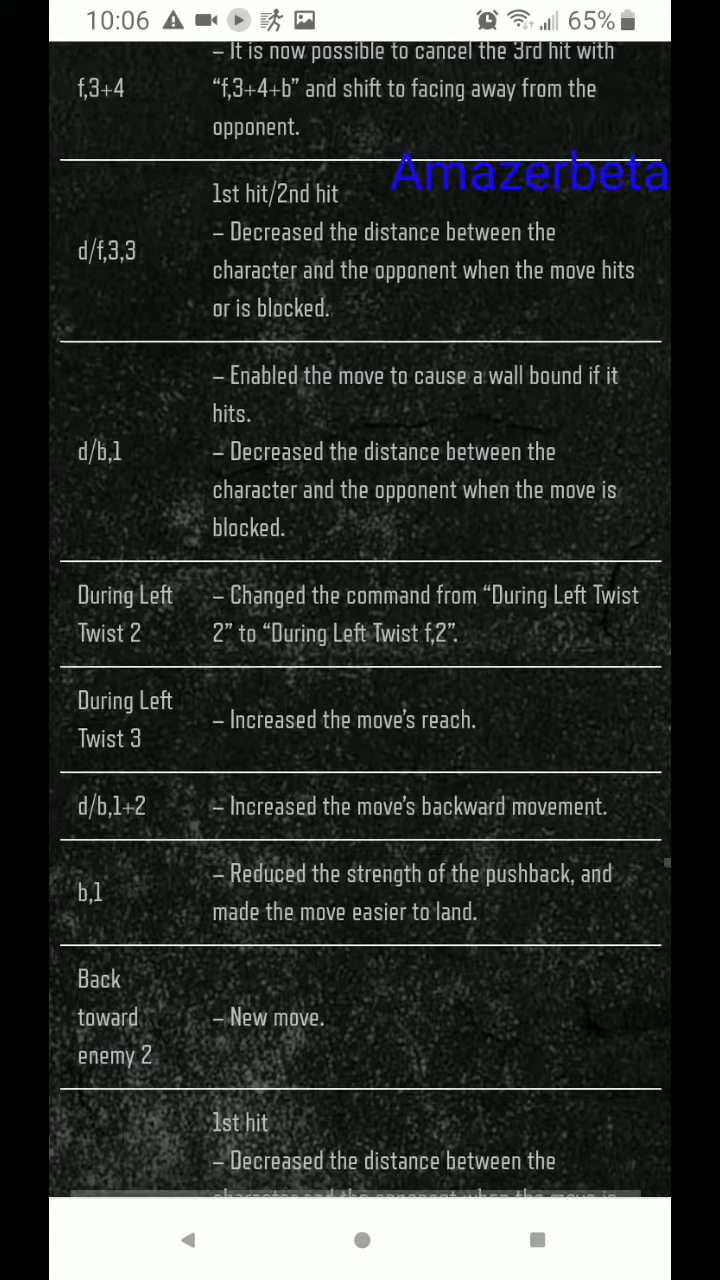 10:06 65%
– It is now possible to cancel the 3rd hit with
f,3+4
“f,3+4+b” and shift to facing away from the
opponent.
Amazerbeta
1st hit/2nd hit
– Decreased the distance between the
d/f,3,3
character and the opponent when the move hits
or is blocked.
– Enabled the move to cause a wall bound if it
hits.
d/b,1
– Decreased the distance between the
character and the opponent when the move is
blocked.
During Left
Twist 2
– Changed the command from “During Left Twist
2” to “During Left Twist f,2”.
During Left
Twist 3
– Increased the move’s reach.
d/b,1+2
– Increased the move’s backward movement.
b,1
– Reduced the strength of the pushback, and
made the move easier to land.
Back
toward
enemy 2
– New move.
1st hit
– Decreased the distance between the